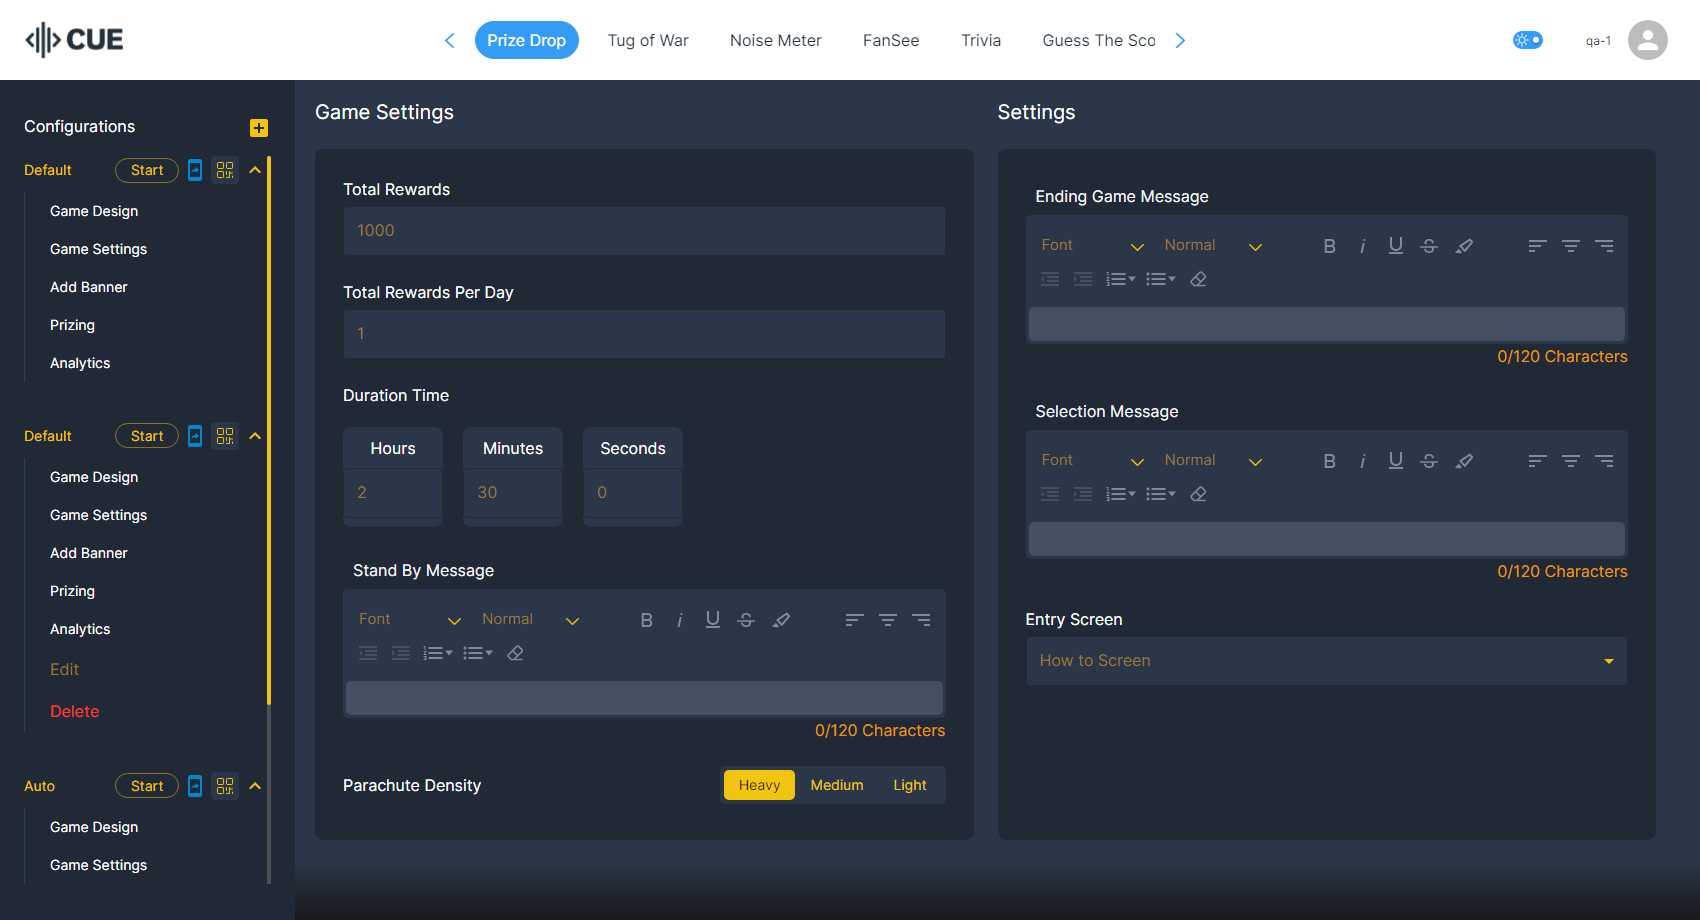 CUE
Prize Drop
Tug of War
Noise Meter
FanSee
Trivia
Guess The Sco
qa-1
Configurations
Default
Start
Game Design
Game Settings
Add Banner
Prizing
Analytics
Default
Start
Game Design
Game Settings
Add Banner
Prizing
Analytics
Edit
Delete
Auto
Start
Game Design
Game Settings
Game Settings
Total Rewards
1000
Total Rewards Per Day
1
Duration Time
Hours
Minutes
Seconds
2
30
0
Stand By Message
Font
Normal
0/120 Characters
Parachute Density
Heavy
Medium
Light
Settings
Ending Game Message
Font
Normal
0/120 Characters
Selection Message
Font
Normal
0/120 Characters
Entry Screen
How to Screen